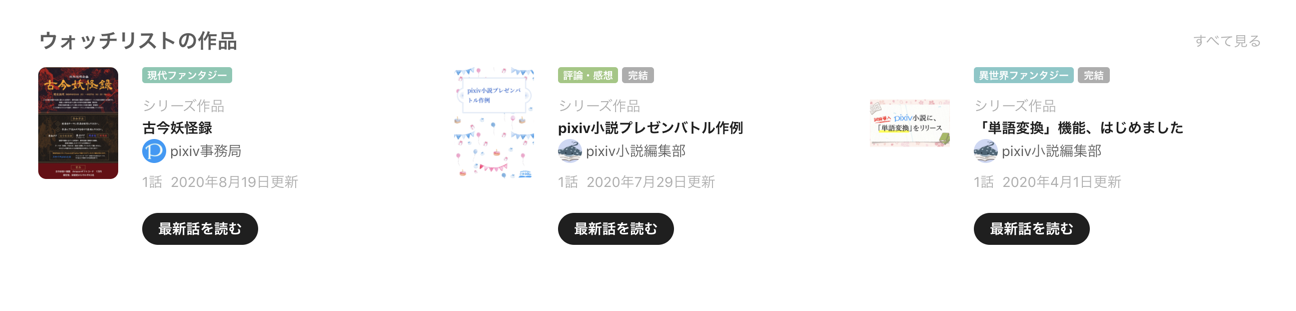 ウォッチリストの作品
すべて見る
古今妖怪録
現代ファンタジー
シリーズ作品
古今妖怪録
pixiv事務局
1話 2020年8月19日更新
最新話を読む
pixiv小説プレゼンバ
トル作例
評論・感想 完結
シリーズ作品
pixiv小説プレゼンバトル作例
pixiv小説編集部
1話 2020年7月29日更新
最新話を読む
pixiv小説に、
「単語変換」をリリース
異世界ファンタジー 完結
シリーズ作品
「単語変換」機能、はじめました
pixiv小説編集部
1話 2020年4月1日更新
最新話を読む